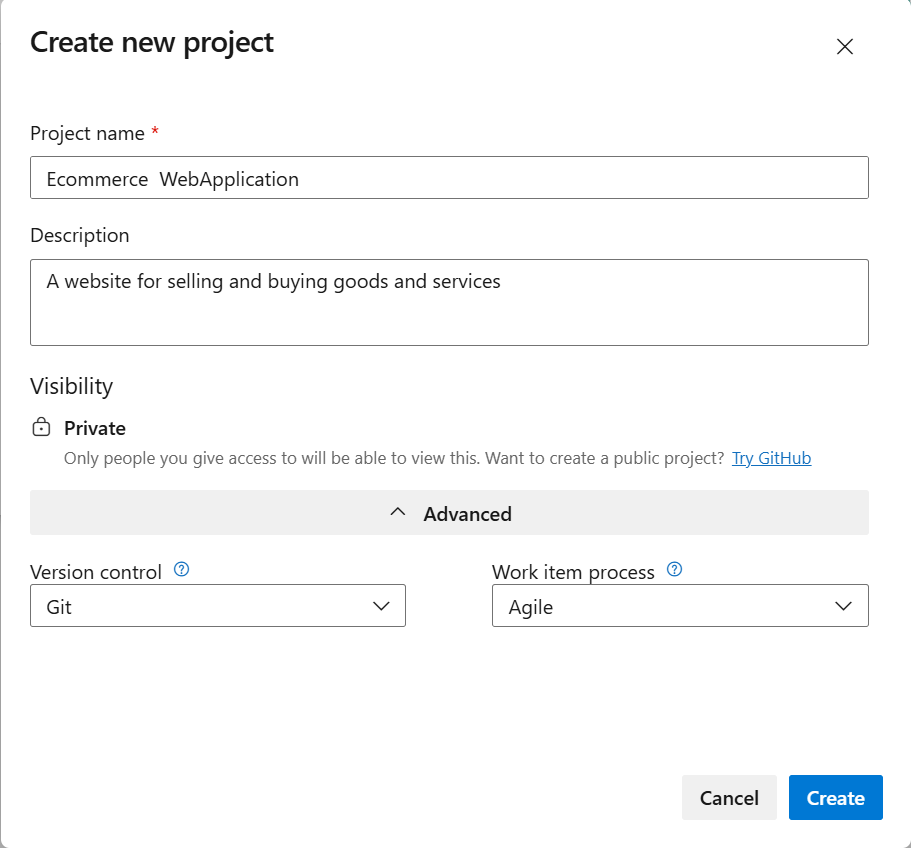 Create new project
Project name *
Ecommerce  WebApplication
Description
A website for selling and buying goods and services
Visibility
Private
Only people you give access to will be able to view this. Want to create a public project? Try GitHub
Advanced
Version control ?
Work item process ?
Git
Agile
Cancel
Create